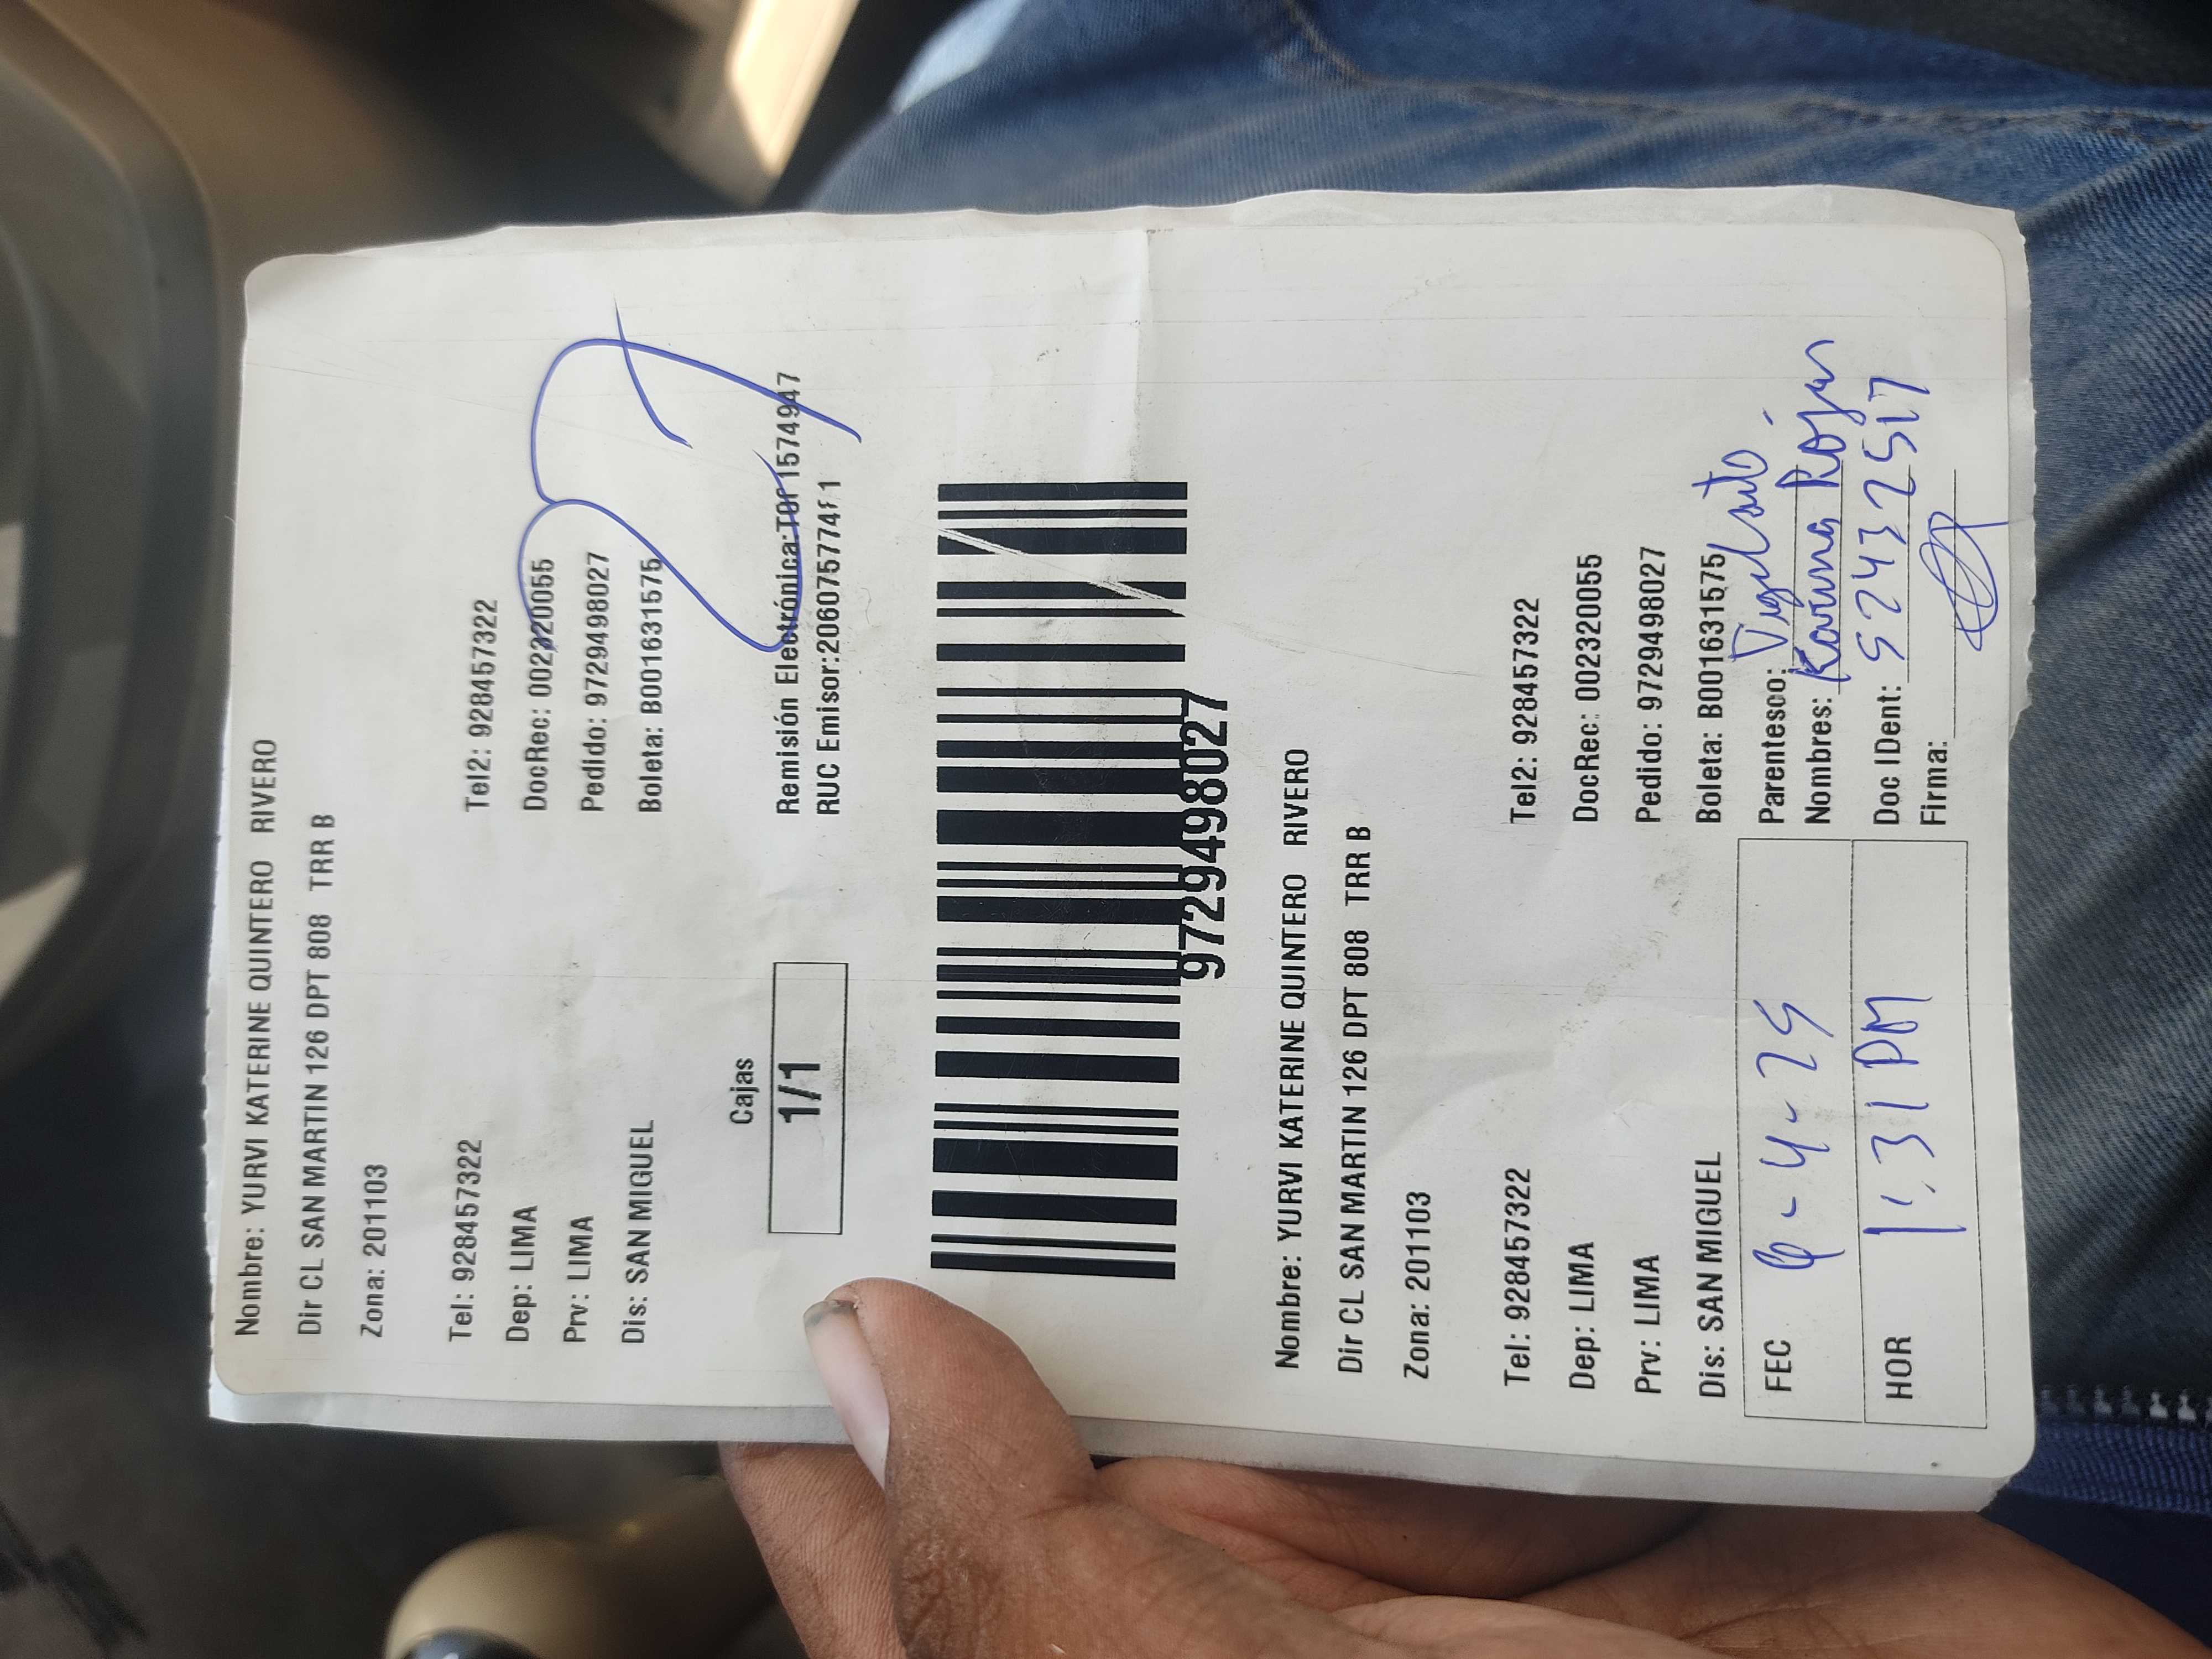 Nombre: YURVI KATERINE QUINTERO RIVERO
Dir CL SAN MARTIN 126 DPT 808 TRR B
Zona: 201103
Tel: 928457322 Tel2: 928457322
Dep: LIMA DocRec: 002320055
Prv: LIMA Pedido: 9729498027
Dis: SAN MIGUEL Boleta: B001631575
Cajas
1/1
Remisión Electrónica:
RUC Emisor:
9729498027
Nombre: YURVI KATERINE QUINTERO RIVERO
Dir CL SAN MARTIN 126 DPT 808 TRR B
Zona: 201103
Tel: 928457322 Tel2: 928457322
Dep: LIMA DocRec: 002320055
Prv: LIMA Pedido: 9729498027
Dis: SAN MIGUEL Boleta: B001631575
FEC
HOR 1:31 PM
Parentesco:
Nombres: Karina
Doc IDent:
Firma: